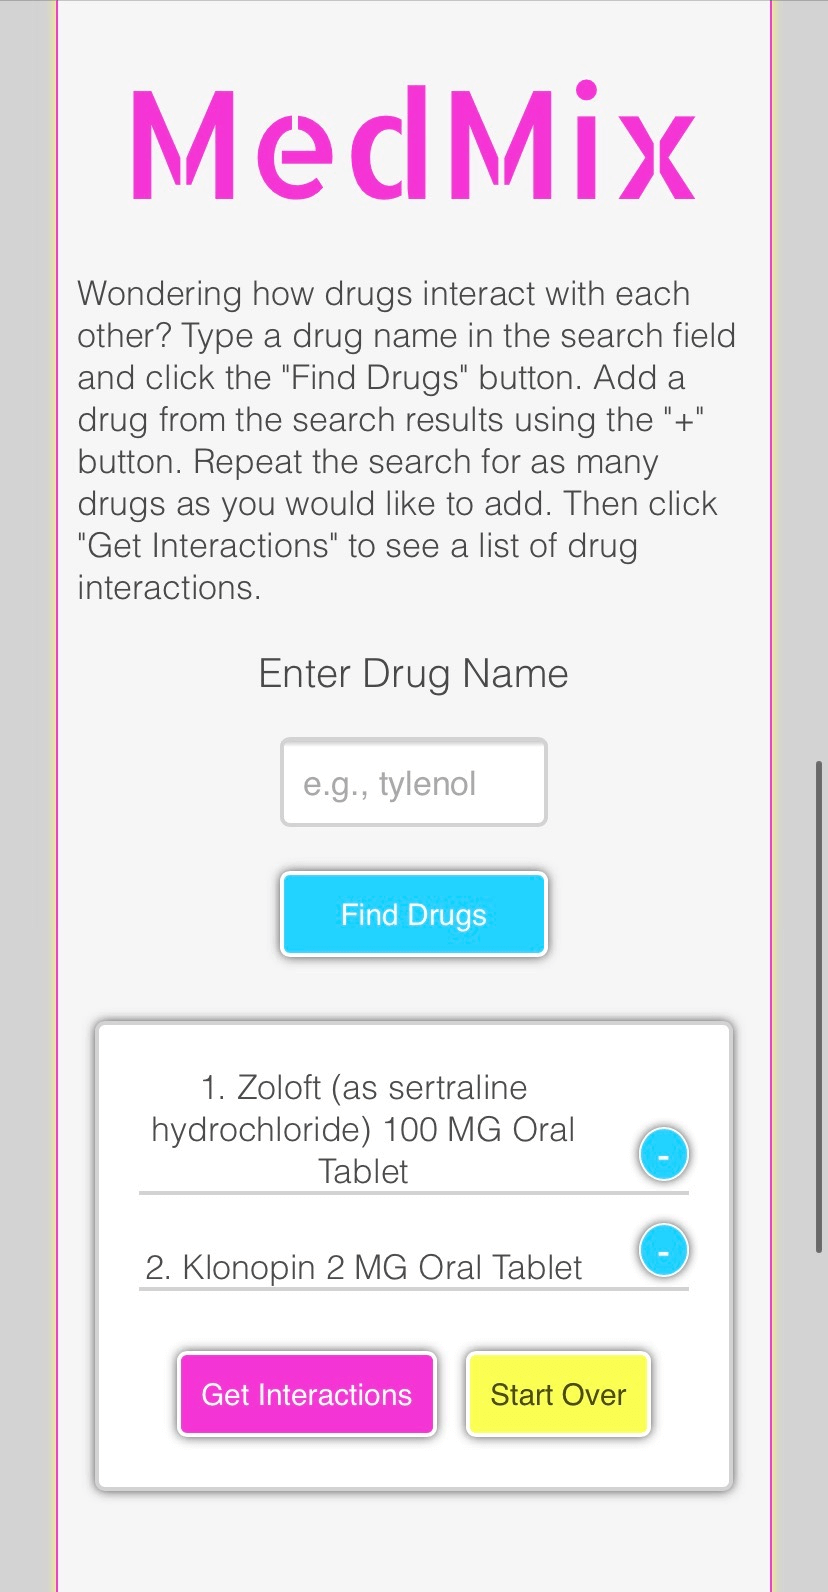 MedMix
Wondering how drugs interact with each
other? Type a drug name in the search field
and click the "Find Drugs" button. Add a
drug from the search results using the "+"
button. Repeat the search for as many
drugs as you would like to add. Then click
"Get Interactions" to see a list of drug
interactions.
Enter Drug Name
e.g., tylenol
Find Drugs
1. Zoloft (as sertraline
hydrochloride) 100 MG Oral
Tablet
-
2. Klonopin 2 MG Oral Tablet
-
Get Interactions
Start Over